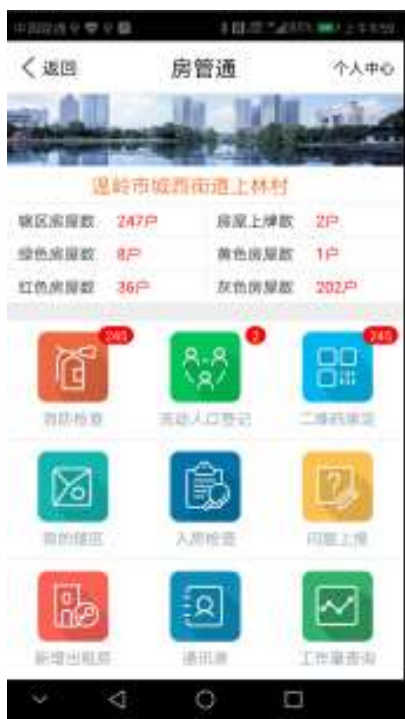 返回 房管通 个人中心
温岭市城西街道上林村
辖区房屋数 247户 房屋上牌数 2户
绿色房屋数 8户 黄色房屋数 1户
红色房屋数 36户 灰色房屋数 202户
245 2 245
消防检查 流动人口登记 二维码绑定
我的辖区 入房检查 问题上报
新增出租房 通讯录 工作量查询